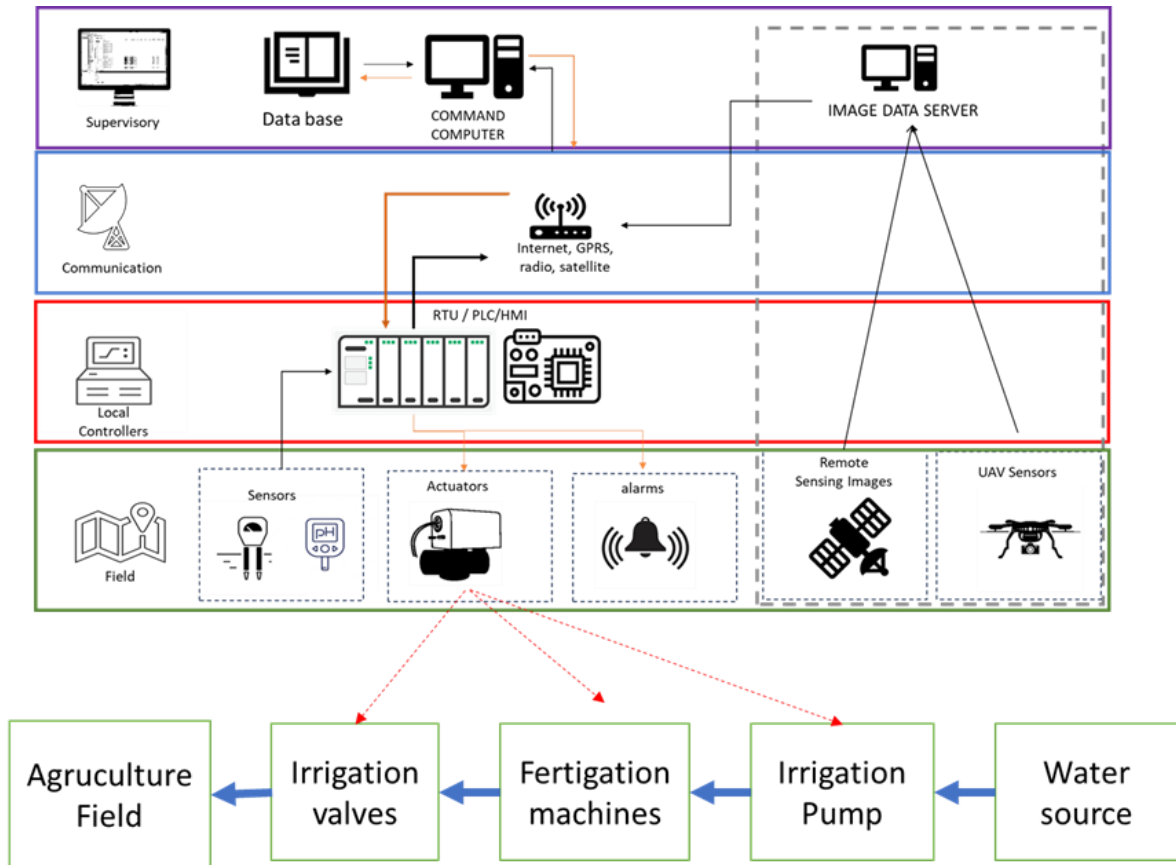 Supervisory
Data base
COMMAND
COMPUTER
IMAGE DATA SERVER
Communication
Internet, GPRS,
radio, satellite
RTU / PLC/HMI
Local
Controllers
Field
Sensors
pH
Actuators
alarms
Remote
Sensing Images
UAV Sensors
Agruculture
Field
Irrigation
valves
Fertigation
machines
Irrigation
Pump
Water
source